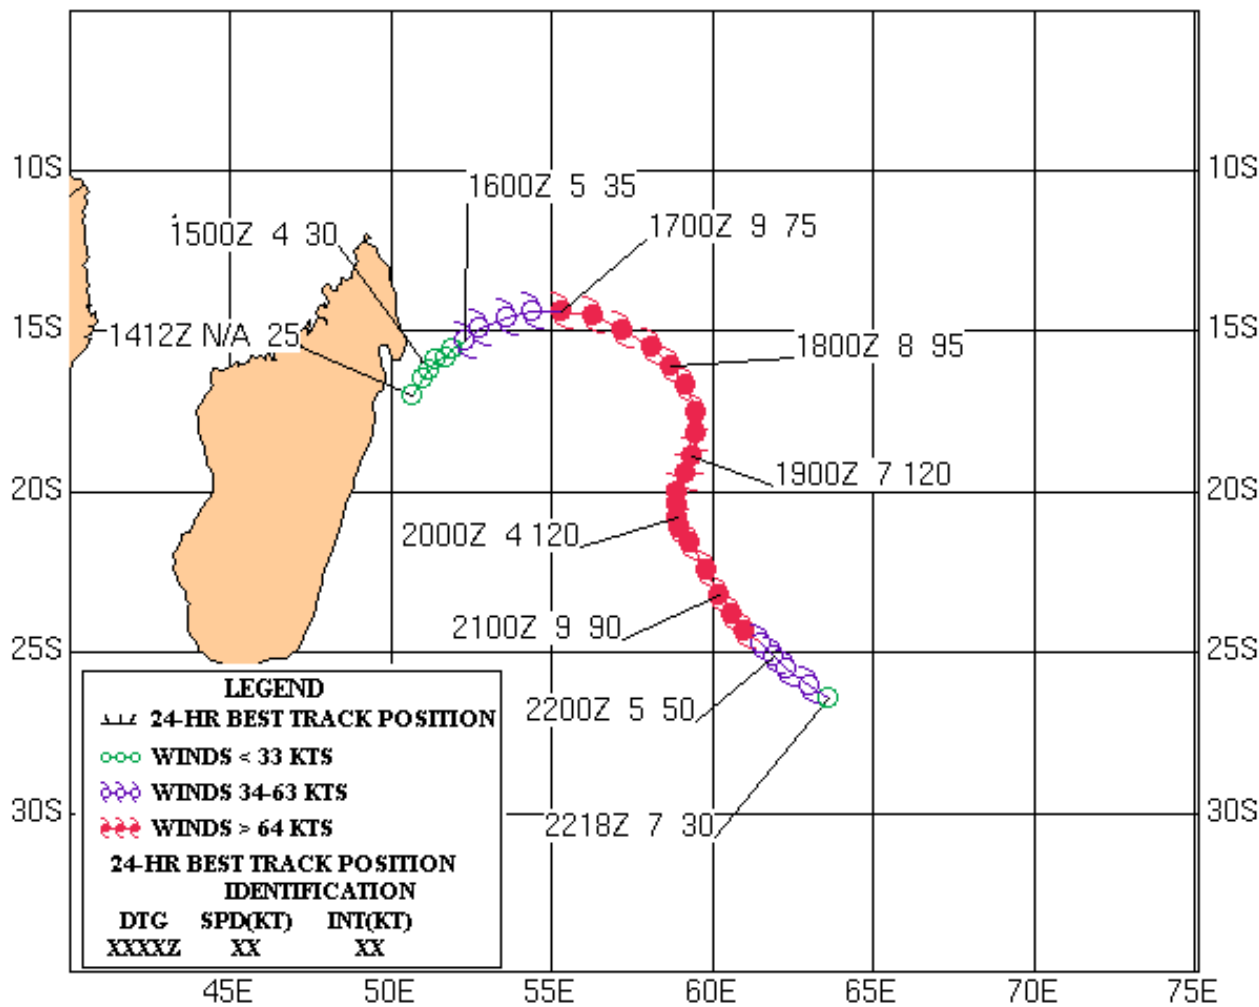 10S
10S
1600Z 5 35
1500Z 4 30
1700Z 9 75
15S
1412Z N/A 25
15S
1800Z 8 95
1900Z 7 120
20S
20S
2000Z 4 120
2100Z 9 90
25S
25S
2200Z 5 50
30S
30S
2218Z 7 30
LEGEND
24-HR BEST TRACK POSITION
WINDS < 33 KTS
WINDS 34-63 KTS
WINDS > 64 KTS
24-HR BEST TRACK POSITION
IDENTIFICATION
DTG SPD(KT) INT(KT)
XXXXZ XX XX
45E 50E 55E 60E 65E 70E 75E